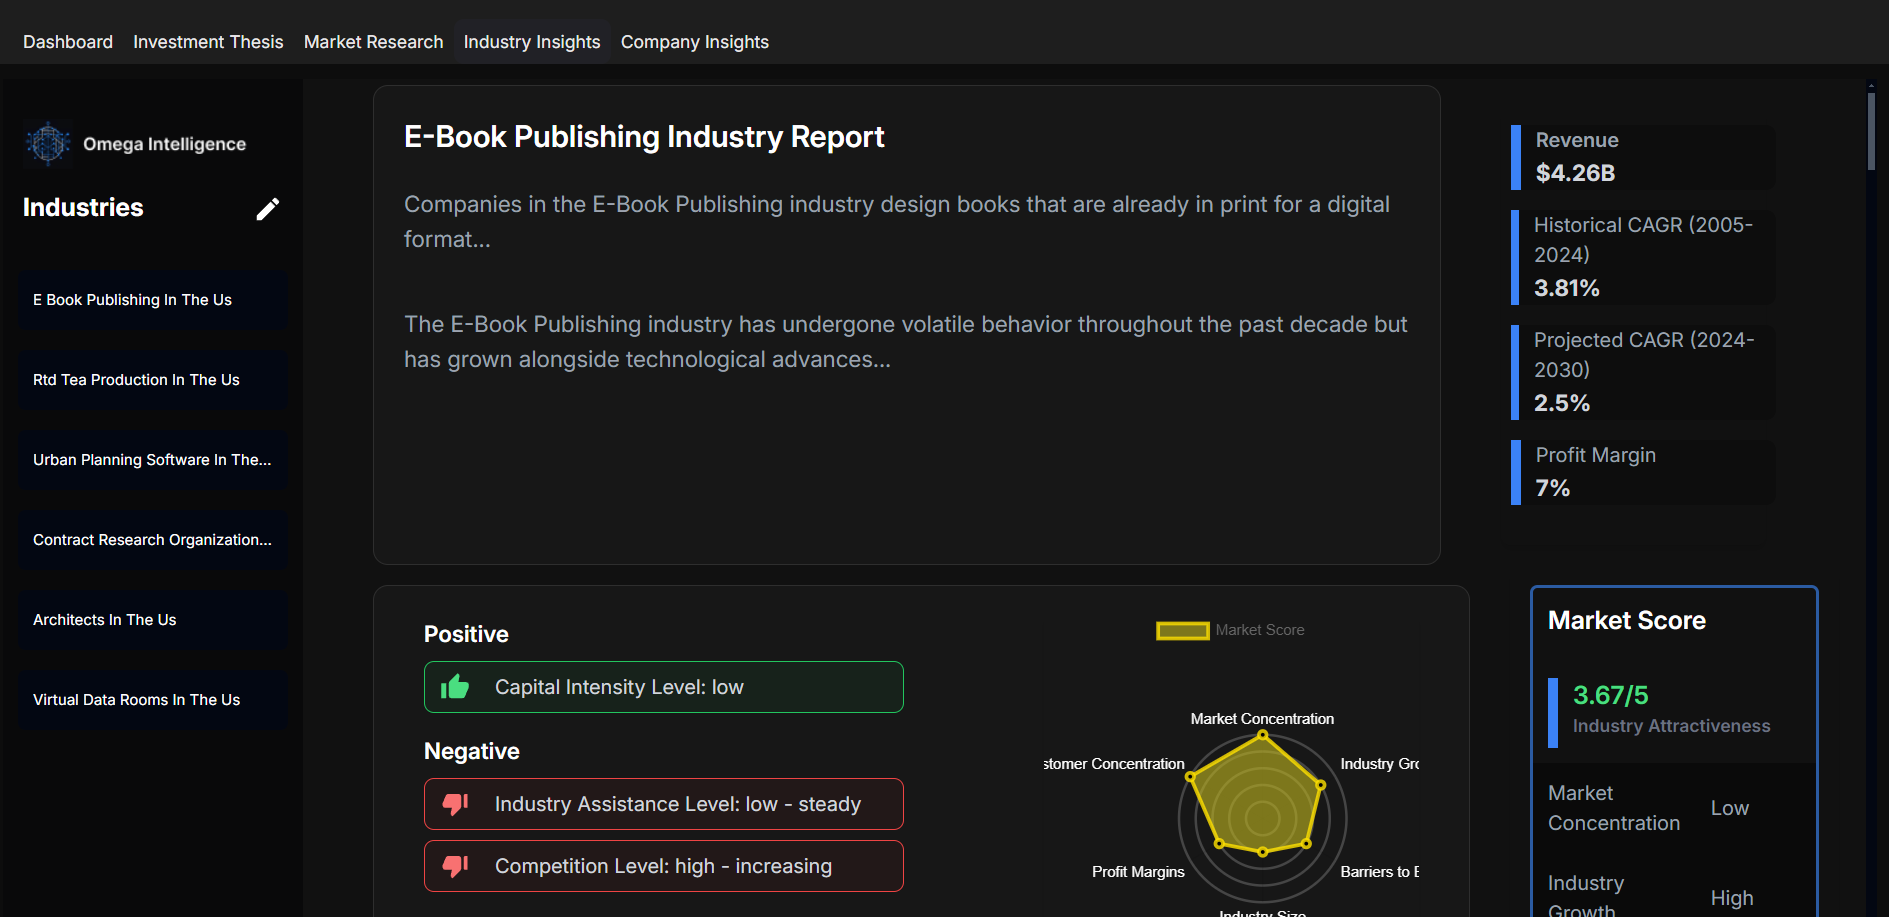 Dashboard Investment Thesis Market Research Industry Insights Company Insights
Omega Intelligence
Industries
E Book Publishing In The Us
Rtd Tea Production In The Us
Urban Planning Software In The...
Contract Research Organization...
Architects In The Us
Virtual Data Rooms In The Us
E-Book Publishing Industry Report
Companies in the E-Book Publishing industry design books that are already in print for a digital
format...
The E-Book Publishing industry has undergone volatile behavior throughout the past decade but
has grown alongside technological advances...
Revenue
$4.26B
Historical CAGR (2005-
2024)
3.81%
Projected CAGR (2024-
2030)
2.5%
Profit Margin
7%
Positive
Capital Intensity Level: low
Negative
Industry Assistance Level: low - steady
Competition Level: high - increasing
Market Score
Market Concentration
stomer Concentration
Industry Gro
Profit Margins
Barriers to E
Industry Size
Market Score
3.67/5
Industry Attractiveness
Market
Concentration
Low
Industry
Growth
High